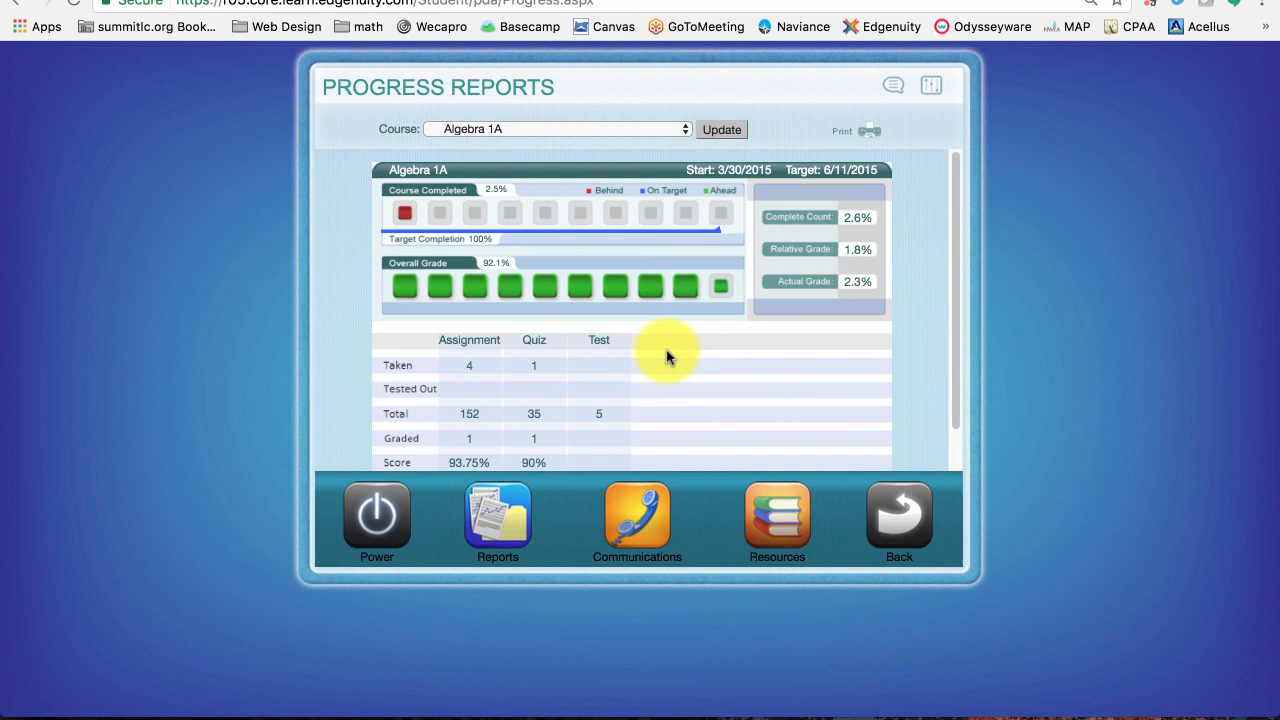 Secure https://r05.core.learn.edgenuity.com/Student/pda/Progress.aspx
Apps summitlc.org Book... Web Design math Wecapro Basecamp Canvas GoToMeeting Naviance Edgenuity Odysseyware MAP CPAA Acellus »
PROGRESS REPORTS
Course: Algebra 1A Update Print
Algebra 1A Start: 3/30/2015 Target: 6/11/2015
Course Completed 2.5% Behind On Target Ahead
Complete Count: 2.6%
Target Completion 100%
Relative Grade: 1.8%
Overall Grade 92.1%
Actual Grade: 2.3%
Assignment Quiz Test
Taken 4 1
Tested Out
Total 152 35 5
Graded 1 1
Score 93.75% 90%
Power Reports Communications Resources Back